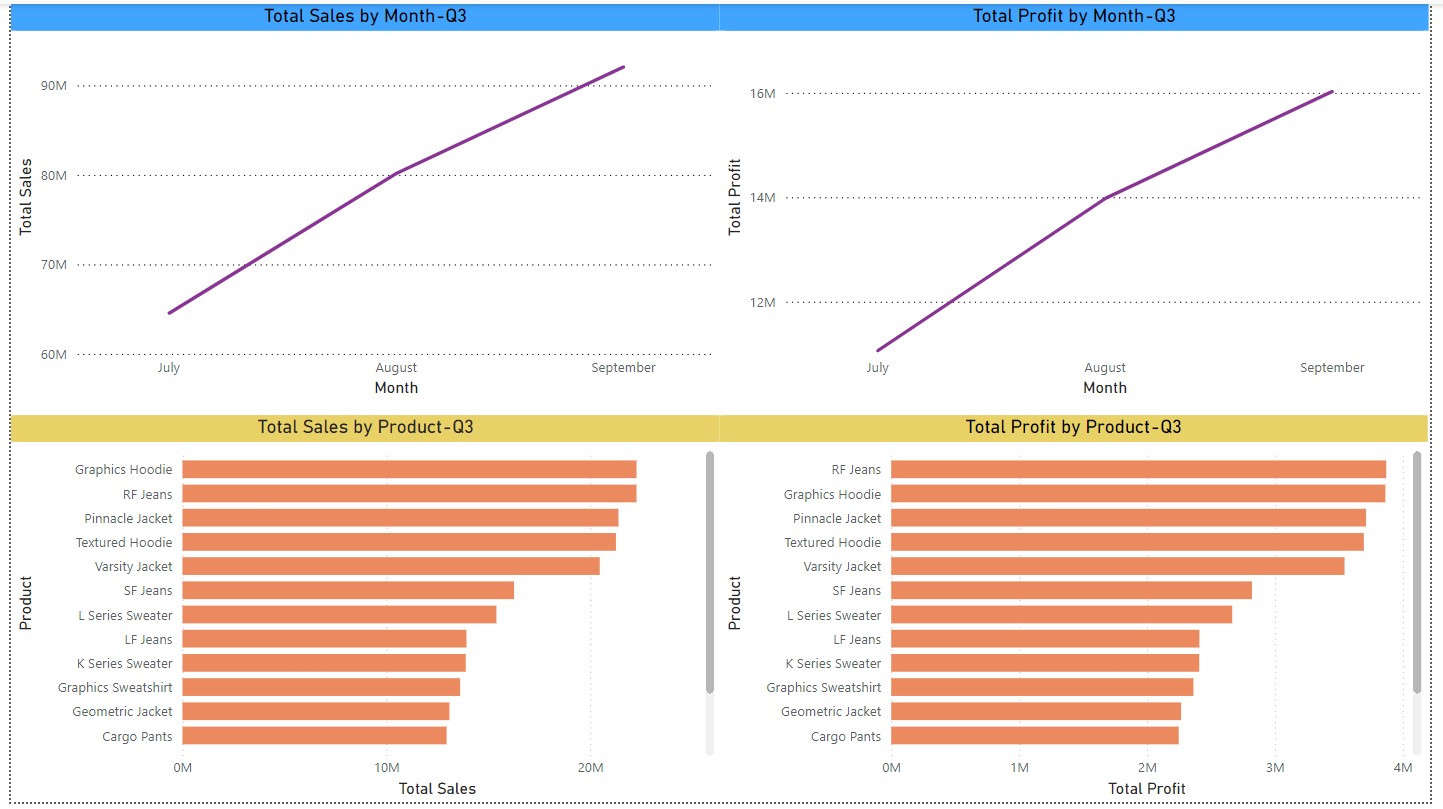 Total Sales by Month-Q3
90M
80M
70M
60M
Total Sales
July August September
Month
Total Profit by Month-Q3
16M
14M
12M
Total Profit
July August September
Month
Total Sales by Product-Q3
Product
Graphics Hoodie
RF Jeans
Pinnacle Jacket
Textured Hoodie
Varsity Jacket
SF Jeans
L Series Sweater
LF Jeans
K Series Sweater
Graphics Sweatshirt
Geometric Jacket
Cargo Pants
0M 10M 20M
Total Sales
Total Profit by Product-Q3
Product
RF Jeans
Graphics Hoodie
Pinnacle Jacket
Textured Hoodie
Varsity Jacket
SF Jeans
L Series Sweater
LF Jeans
K Series Sweater
Graphics Sweatshirt
Geometric Jacket
Cargo Pants
0M 1M 2M 3M 4M
Total Profit